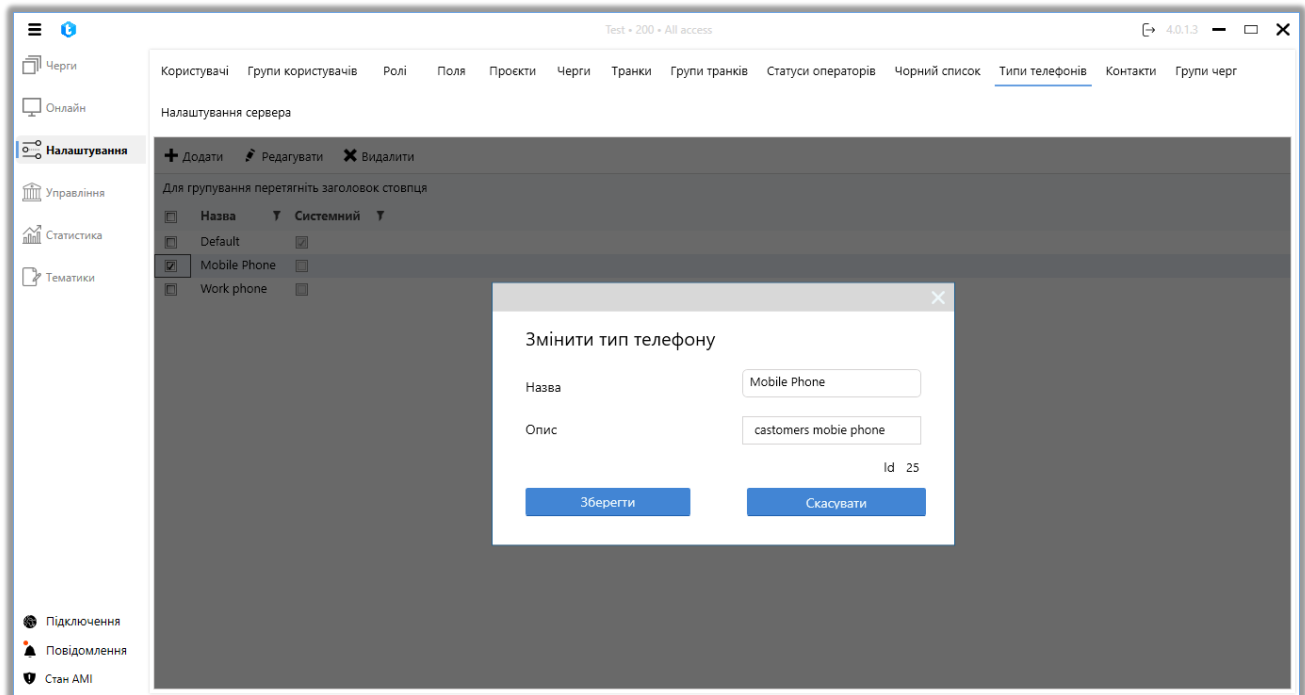 Test • 200 • All access
4.0.1.3
Черги
Онлайн
Налаштування
Управління
Статистика
Тематики
Користувачі Групи користувачів Ролі Поля Проєкти Черги Транки Групи транків Статуси операторів Чорний список Типи телефонів Контакти Групи черг
Налаштування сервера
Додати Редагувати Видалити
Для групування перетягніть заголовок стовпця
Назва Системний
Default
Mobile Phone
Work phone
Змінити тип телефону
Назва Mobile Phone
Опис castomers mobie phone
Id 25
Зберегти Скасувати
Підключення
Повідомлення
Стан AMI